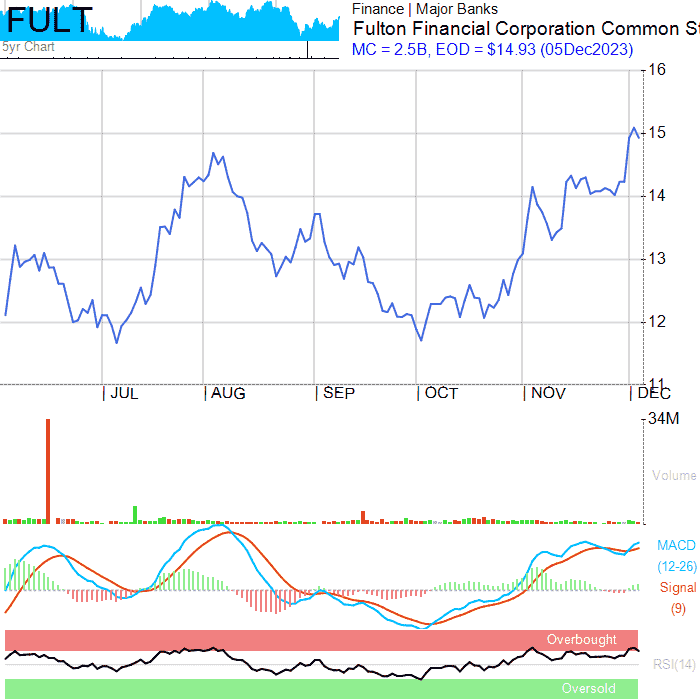 FULT
Finance | Major Banks
Fulton Financial Corporation Common St
MC = 2.5B, EOD = $14.93 (05Dec2023)
5yr Chart
16
15
14
13
12
11
JUL AUG SEP OCT NOV DEC
34M
Volume
MACD
(12-26)
Signal
(9)
Overbought
RSI(14)
Oversold